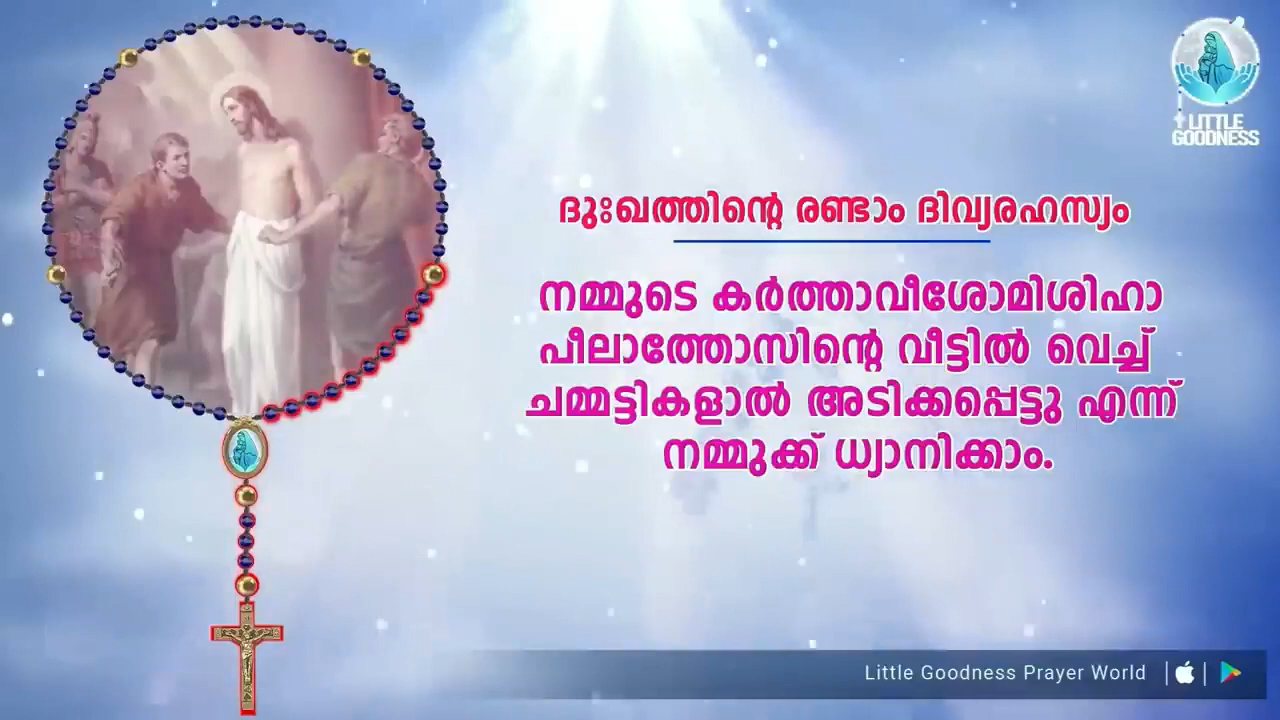 LITTLE
GOODNESS
ദുഃഖത്തിന്റെ രണ്ടാം ദിവ്യരഹസ്യം
നമ്മുടെ കർത്താവീശോമിശിഹാ
പീലാത്തോസിന്റെ വീട്ടിൽ വെച്ച്
ചമ്മട്ടികളാൽ അടിക്കപ്പെട്ടു എന്ന്
നമ്മുക്ക് ധ്യാനിക്കാം.
Little Goodness Prayer World